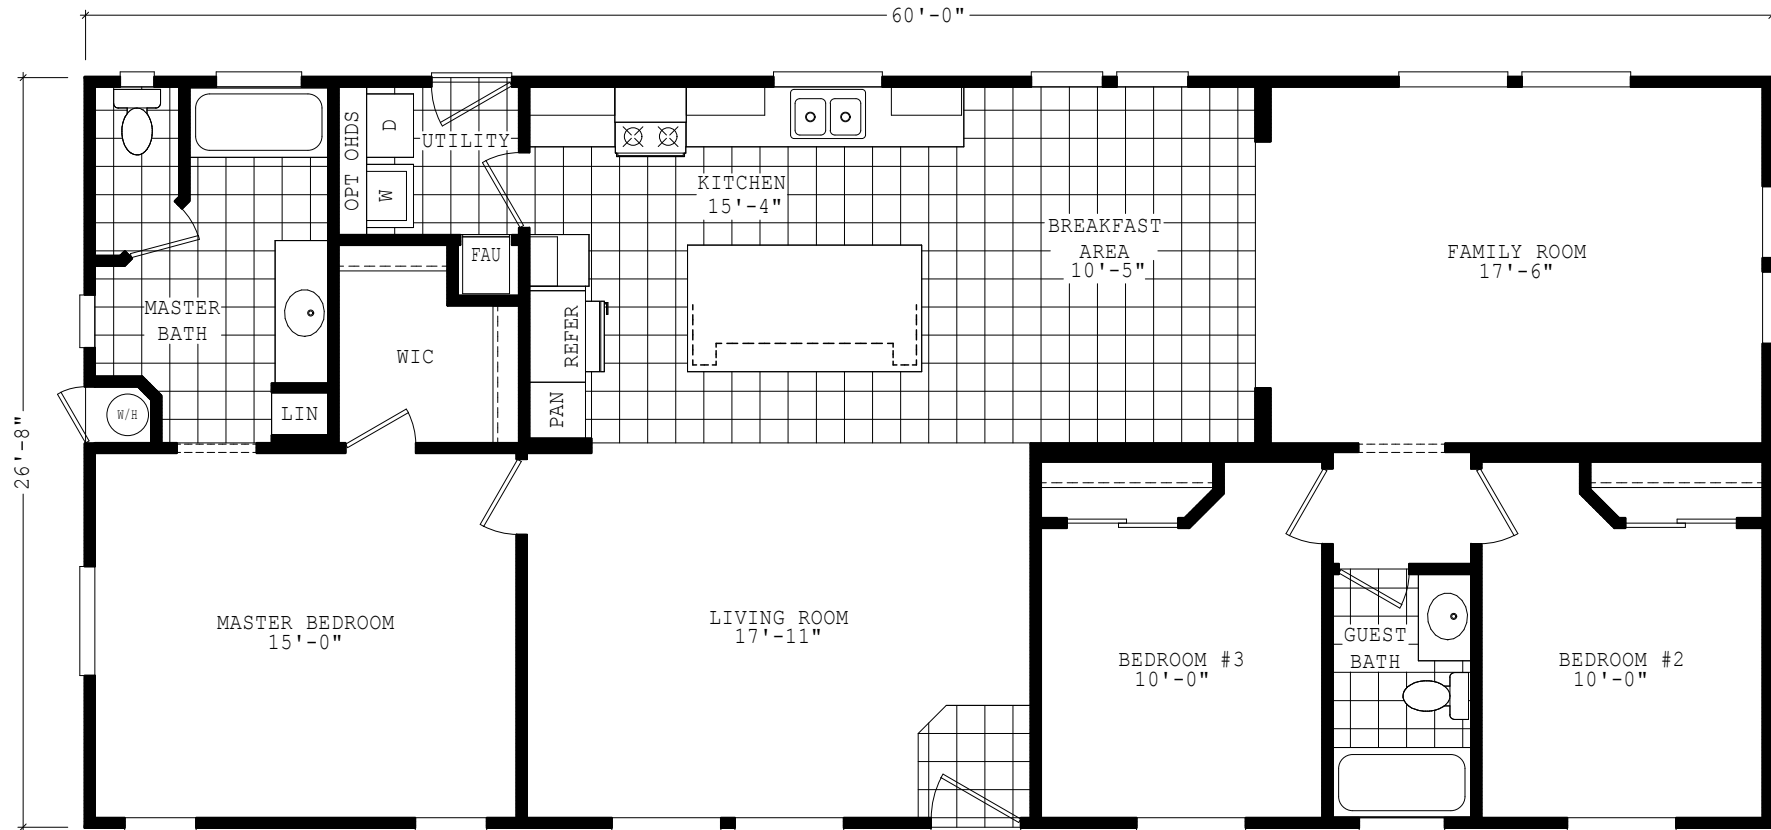 60'-0"
26'-8"
OPT OHDS
D
W
UTILITY
KITCHEN
15'-4"
BREAKFAST
AREA
10'-5"
FAMILY ROOM
17'-6"
FAU
MASTER
BATH
WIC
REFER
PAN
W/H
LIN
MASTER BEDROOM
15'-0"
LIVING ROOM
17'-11"
BEDROOM #3
10'-0"
GUEST
BATH
BEDROOM #2
10'-0"